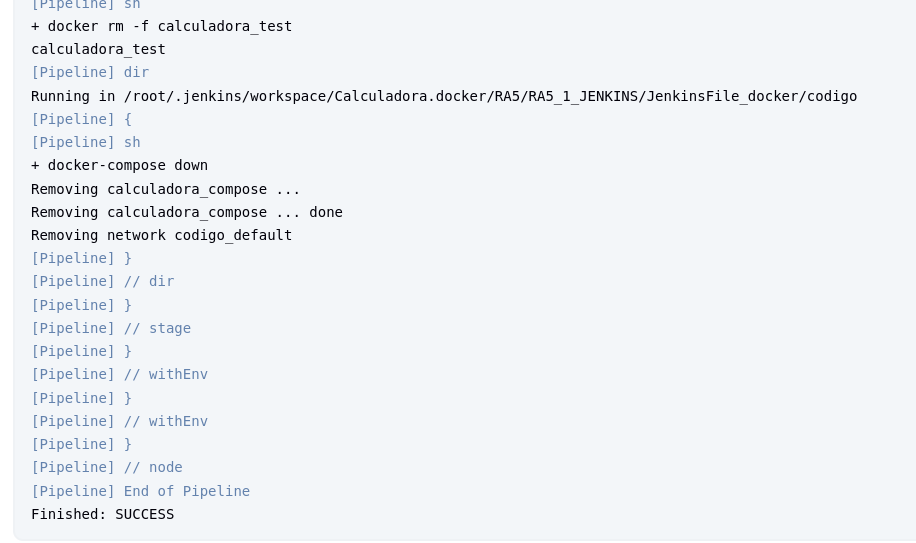 [Pipeline] sh
+ docker rm -f calculadora_test
calculadora_test
[Pipeline] dir
Running in /root/.jenkins/workspace/Calculadora.docker/RA5/RA5_1_JENKINS/JenkinsFile_docker/codigo
[Pipeline] {
[Pipeline] sh
+ docker-compose down
Removing calculadora_compose ...
Removing calculadora_compose ... done
Removing network codigo_default
[Pipeline] }
[Pipeline] // dir
[Pipeline] }
[Pipeline] // stage
[Pipeline] }
[Pipeline] // withEnv
[Pipeline] }
[Pipeline] // withEnv
[Pipeline] }
[Pipeline] // node
[Pipeline] End of Pipeline
Finished: SUCCESS